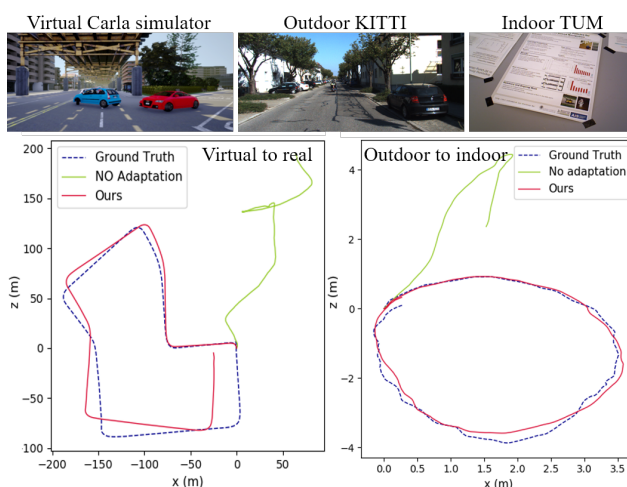 Virtual Carla simulator
Outdoor KITTI
Indoor TUM
Virtual to real
Ground Truth
NO Adaptation
Ours
200
150
100
50
0
−50
−100
z (m)
−200
−150
−100
−50
0
50
x (m)
Outdoor to indoor
Ground Truth
No adaptation
Ours
4
2
0
−2
−4
z (m)
0.0
0.5
1.0
1.5
2.0
2.5
3.0
3.5
x (m)